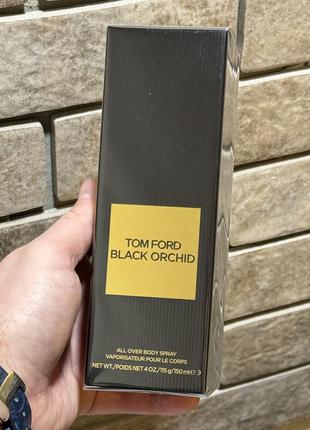 TOM FORD
BLACK ORCHID
ALL OVER BODY SPRAY
VAPORISATEUR POUR LE CORPS
NET WT./POIDS NET 4 OZ./115 g/150 ml ℮